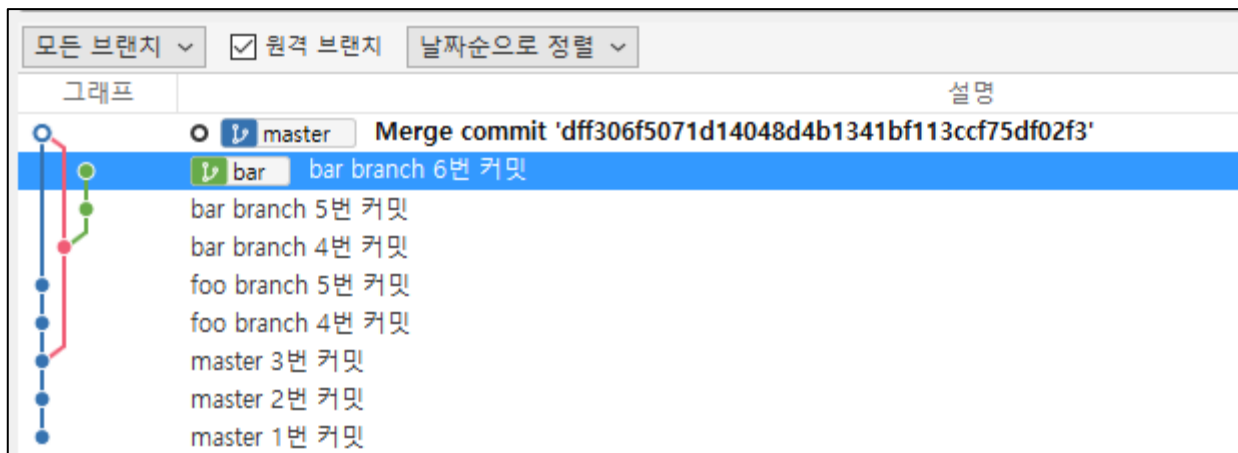 모든 브랜치 원격 브랜치 날짜순으로 정렬
그래프 설명
master Merge commit 'dff306f5071d14048d4b1341bf113ccf75df02f3'
bar bar branch 6번 커밋
bar branch 5번 커밋
bar branch 4번 커밋
foo branch 5번 커밋
foo branch 4번 커밋
master 3번 커밋
master 2번 커밋
master 1번 커밋